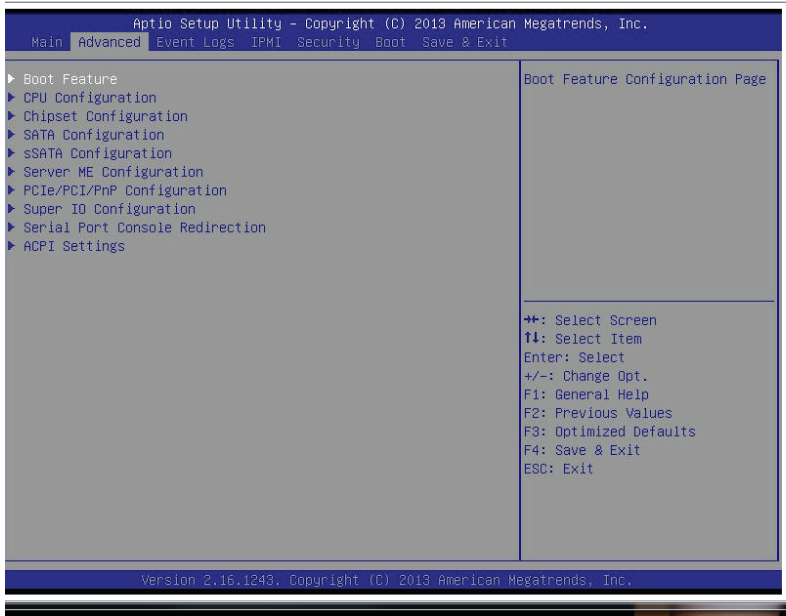 Aptio Setup Utility – Copyright (C) 2013 American Megatrends, Inc.
Main Advanced Event Logs IPMI Security Boot Save & Exit
Boot Feature
CPU Configuration
Chipset Configuration
SATA Configuration
sSATA Configuration
Server ME Configuration
PCIe/PCI/PnP Configuration
Super IO Configuration
Serial Port Console Redirection
ACPI Settings
Boot Feature Configuration Page
→←: Select Screen
↑↓: Select Item
Enter: Select
+/-: Change Opt.
F1: General Help
F2: Previous Values
F3: Optimized Defaults
F4: Save & Exit
ESC: Exit
Version 2.16.1243. Copyright (C) 2013 American Megatrends, Inc.